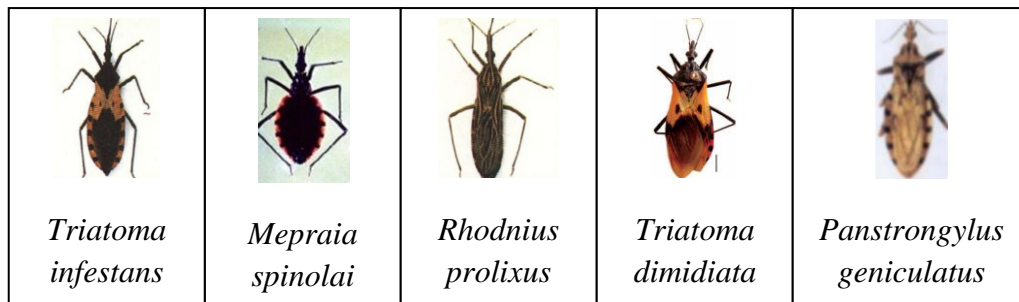 Triatoma
infestans
Mepraia
spinolai
Rhodnius
prolixus
Triatoma
dimidiata
Panstrongylus
geniculatus